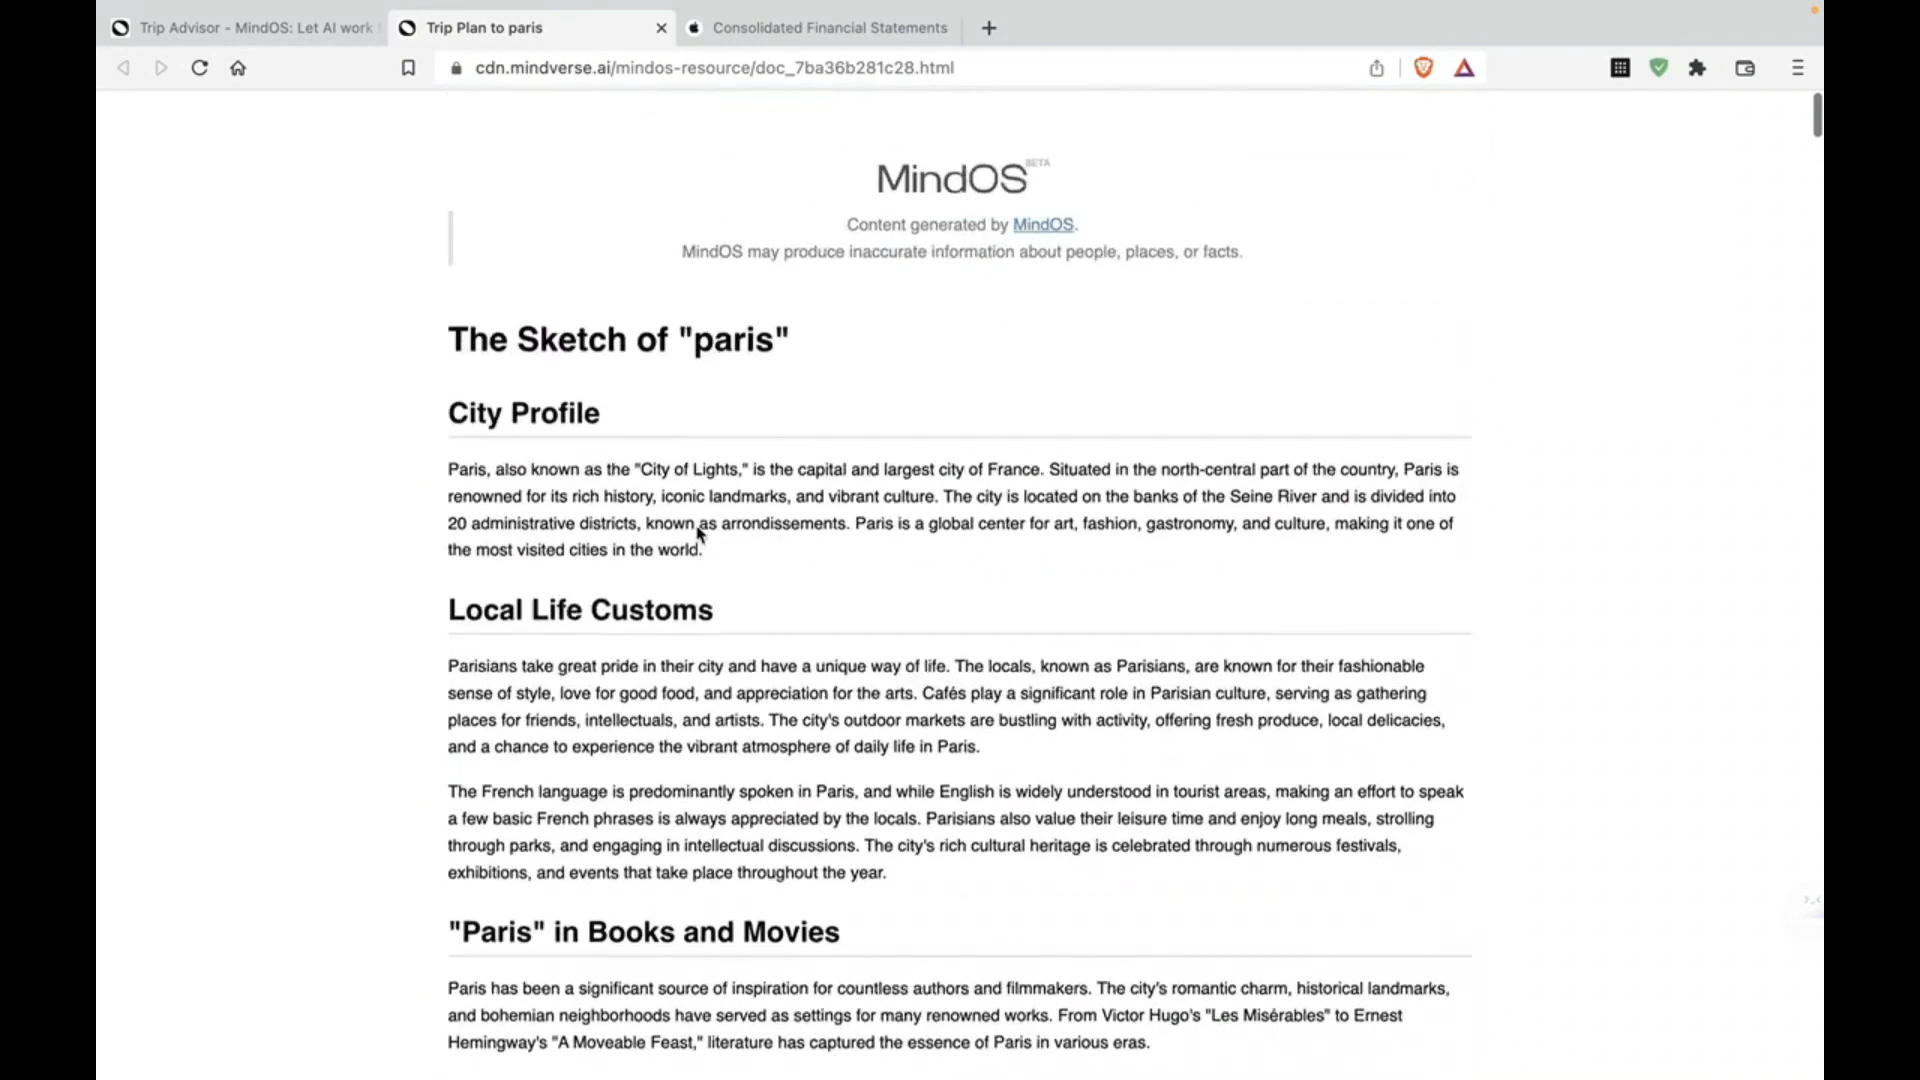 Trip Advisor - MindOS: Let AI work
Trip Plan to paris
Consolidated Financial Statements
cdn.mindverse.ai/mindos-resource/doc_7ba36b281c28.html
MindOS BETA
Content generated by MindOS.
MindOS may produce inaccurate information about people, places, or facts.
The Sketch of "paris"
City Profile
Paris, also known as the "City of Lights," is the capital and largest city of France. Situated in the north-central part of the country, Paris is
renowned for its rich history, iconic landmarks, and vibrant culture. The city is located on the banks of the Seine River and is divided into
20 administrative districts, known as arrondissements. Paris is a global center for art, fashion, gastronomy, and culture, making it one of
the most visited cities in the world.
Local Life Customs
Parisians take great pride in their city and have a unique way of life. The locals, known as Parisians, are known for their fashionable
sense of style, love for good food, and appreciation for the arts. Cafés play a significant role in Parisian culture, serving as gathering
places for friends, intellectuals, and artists. The city's outdoor markets are bustling with activity, offering fresh produce, local delicacies,
and a chance to experience the vibrant atmosphere of daily life in Paris.
The French language is predominantly spoken in Paris, and while English is widely understood in tourist areas, making an effort to speak
a few basic French phrases is always appreciated by the locals. Parisians also value their leisure time and enjoy long meals, strolling
through parks, and engaging in intellectual discussions. The city's rich cultural heritage is celebrated through numerous festivals,
exhibitions, and events that take place throughout the year.
"Paris" in Books and Movies
Paris has been a significant source of inspiration for countless authors and filmmakers. The city's romantic charm, historical landmarks,
and bohemian neighborhoods have served as settings for many renowned works. From Victor Hugo's "Les Misérables" to Ernest
Hemingway's "A Moveable Feast," literature has captured the essence of Paris in various eras.